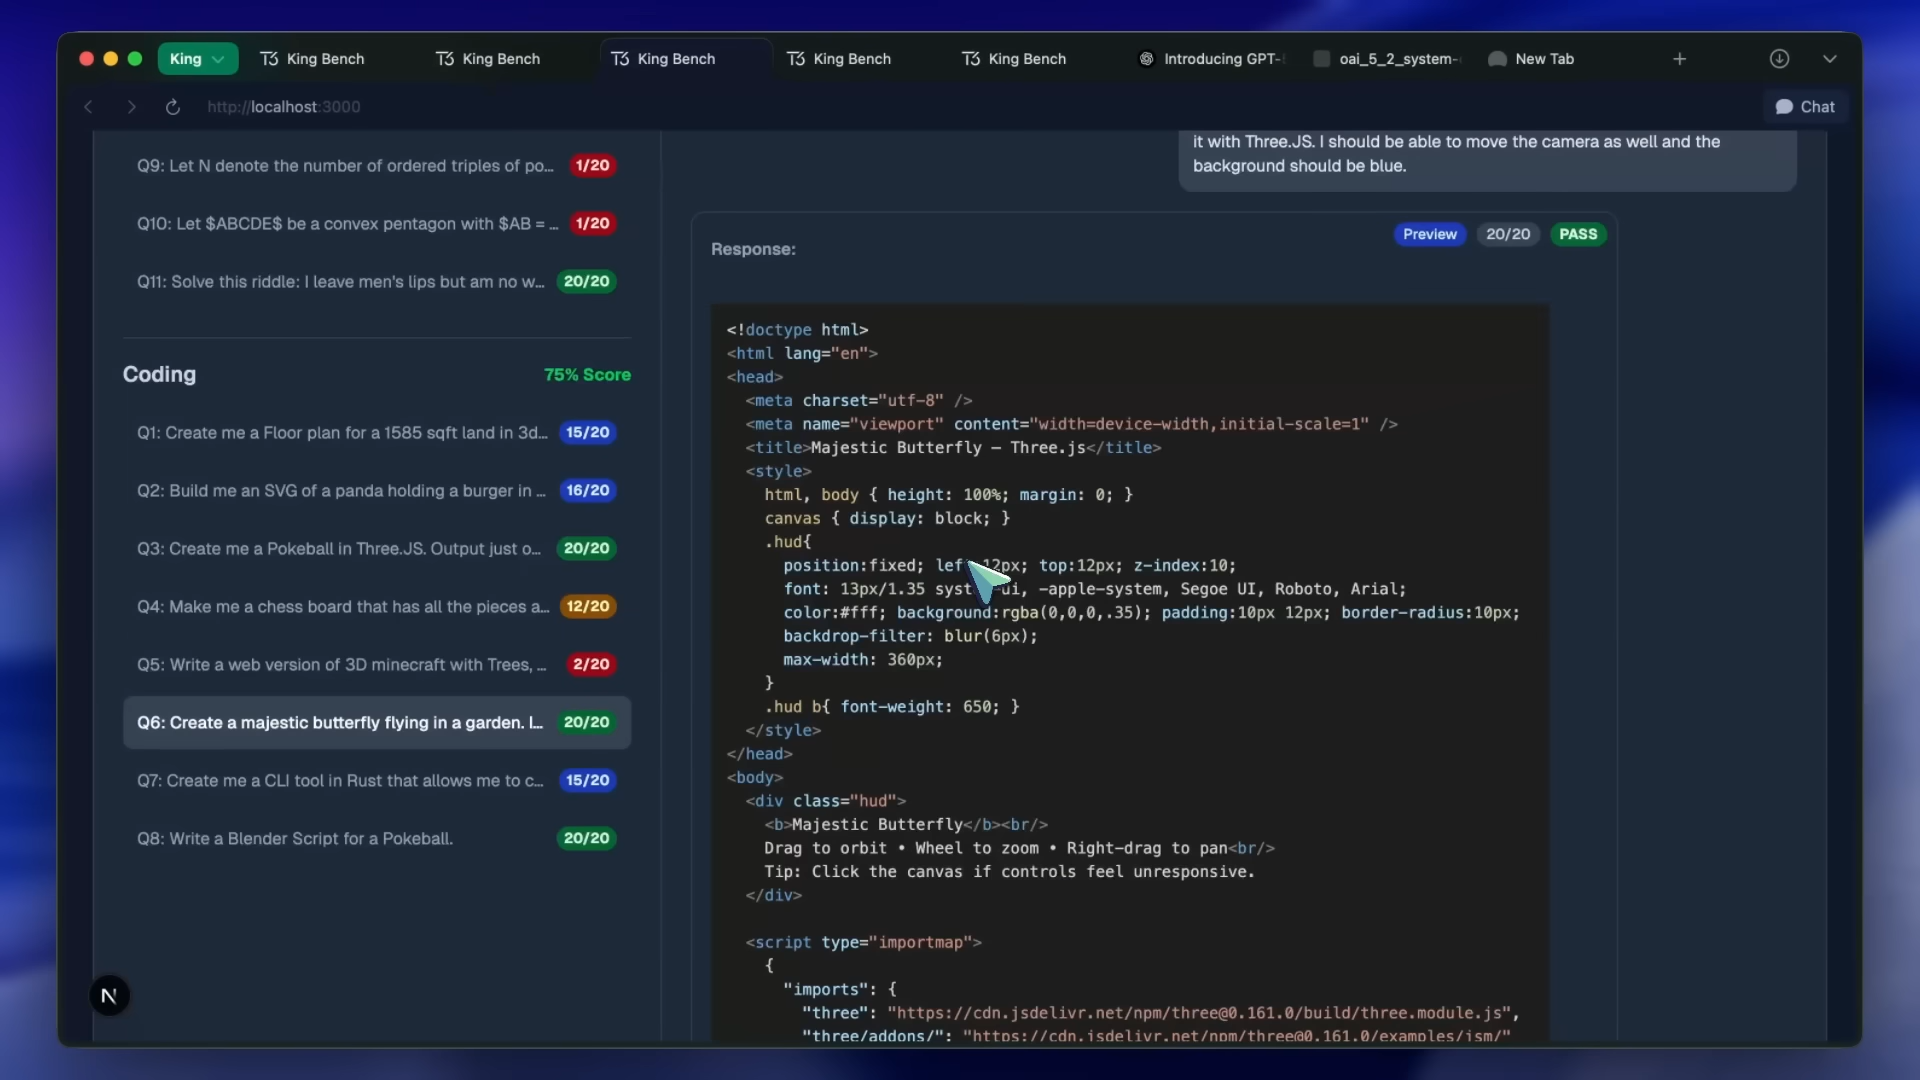 King
King Bench
King Bench
King Bench
King Bench
King Bench
Introducing GPT-
oai_5_2_system-
New Tab
http://localhost:3000
Chat
Q9: Let N denote the number of ordered triples of po... 1/20
Q10: Let $ABCDE$ be a convex pentagon with $AB = ... 1/20
Q11: Solve this riddle: I leave men's lips but am no w... 20/20
Coding 75% Score
Q1: Create me a Floor plan for a 1585 sqft land in 3d... 15/20
Q2: Build me an SVG of a panda holding a burger in ... 16/20
Q3: Create me a Pokeball in Three.JS. Output just o... 20/20
Q4: Make me a chess board that has all the pieces a... 12/20
Q5: Write a web version of 3D minecraft with Trees, ... 2/20
Q6: Create a majestic butterfly flying in a garden. I... 20/20
Q7: Create me a CLI tool in Rust that allows me to c... 15/20
Q8: Write a Blender Script for a Pokeball. 20/20
N
it with Three.JS. I should be able to move the camera as well and the
background should be blue.
Preview 20/20 PASS
Response:
<!doctype html>
<html lang="en">
<head>
<meta charset="utf-8" />
<meta name="viewport" content="width=device-width,initial-scale=1" />
<title>Majestic Butterfly – Three.js</title>
<style>
html, body { height: 100%; margin: 0; }
canvas { display: block; }
.hud{
position:fixed; left 12px; top:12px; z-index:10;
font: 13px/1.35 ui, -apple-system, Segoe UI, Roboto, Arial;
color:#fff; background:rgba(0,0,0,.35); padding:10px 12px; border-radius:10px;
backdrop-filter: blur(6px);
max-width: 360px;
}
.hud b{ font-weight: 650; }
</style>
</head>
<body>
<div class="hud">
<b>Majestic Butterfly</b><br/>
Drag to orbit • Wheel to zoom • Right-drag to pan<br/>
Tip: Click the canvas if controls feel unresponsive.
</div>
<script type="importmap">
{
"imports": {
"three": "https://cdn.jsdelivr.net/npm/three@0.161.0/build/three.module.js",
"three/addons/": "https://cdn.jsdelivr.net/npm/three@0.161.0/examples/jsm/"